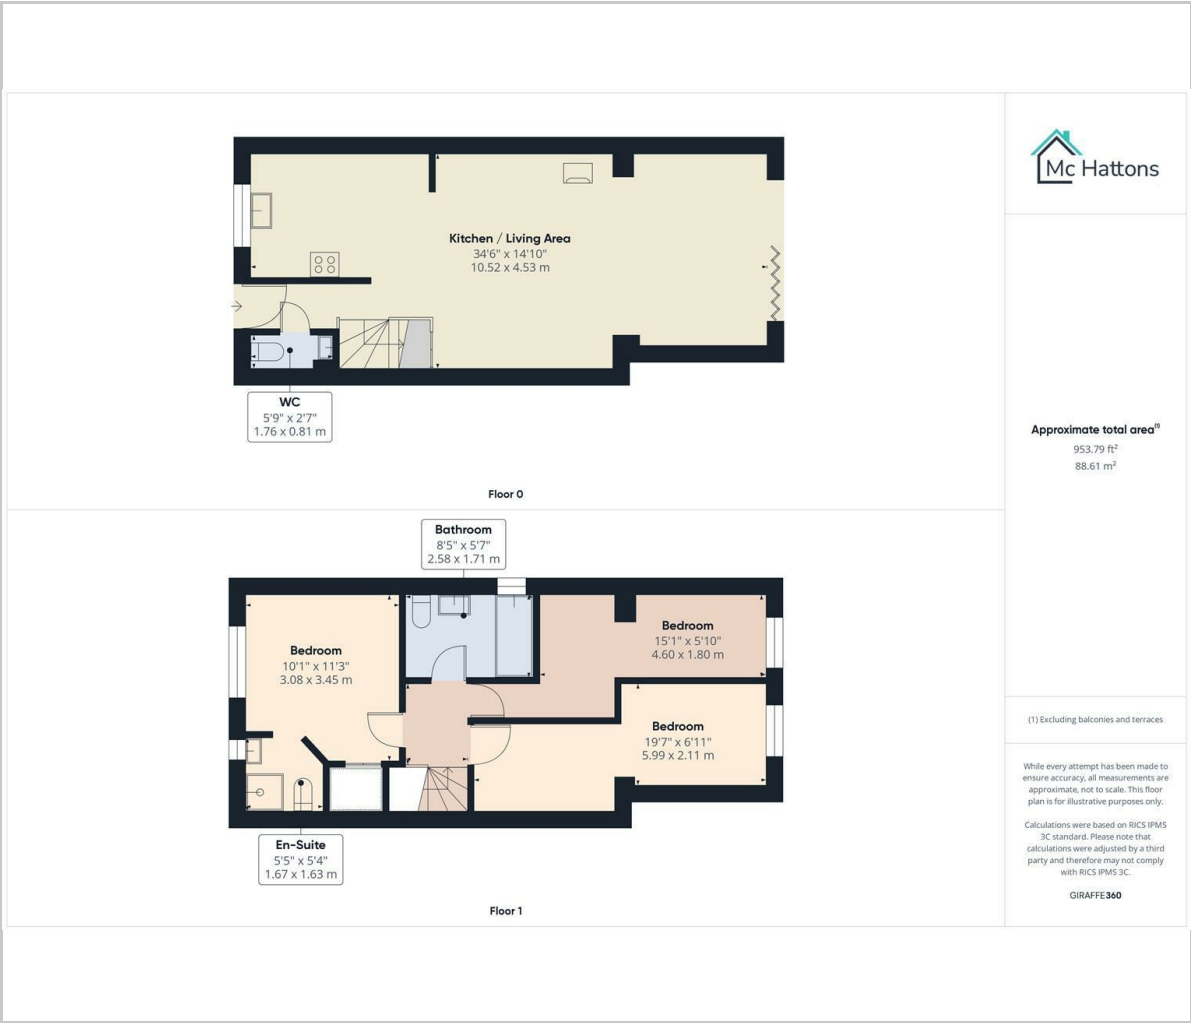 Mc Hattons
Kitchen / Living Area
34'6" x 14'10"
10.52 x 4.53 m
WC
5'9" x 2'7"
1.76 x 0.81 m
Floor 0
Approximate total area(1)
953.79 ft²
88.61 m²
Bathroom
8'5" x 5'7"
2.58 x 1.71 m
Bedroom
10'1" x 11'3"
3.08 x 3.45 m
Bedroom
15'1" x 5'10"
4.60 x 1.80 m
Bedroom
19'7" x 6'11"
5.99 x 2.11 m
En-Suite
5'5" x 5'4"
1.67 x 1.63 m
Floor 1
(1) Excluding balconies and terraces
While every attempt has been made to
ensure accuracy, all measurements are
approximate, not to scale. This floor
plan is for illustrative purposes only.
Calculations were based on RICS IPMS
3C standard. Please note that
calculations were adjusted by a third
party and therefore may not comply
with RICS IPMS 3C.
GIRAFFE360